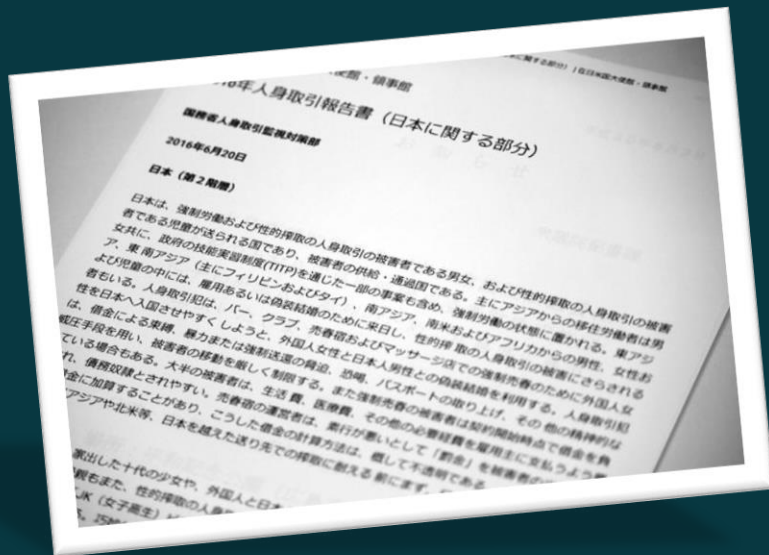 使館・領事館
に関する部分） | 在日米国大使館・領事館
16年人身取引報告書（日本に関する部分）
国務省人身取引監視対策部
2016年6月20日
日本（第2階層）
日本は、強制労働および性的搾取の人身取引の被害者である男女、および性的搾取の人身取引の被害
者である児童が送られる国であり、被害者の供給・通過国である。主にアジアからの移住労働者は男
女共に、政府の技能実習制度(TITP)を通じた一部の事業も含め、強制労働の状態に置かれる。東アジ
ア、東南アジア（主にフィリピンおよびタイ）、南アジア、南米およびアフリカからの男性、女性お
よび児童の中には、雇用あるいは偽装結婚のために来日し、性的搾取の人身取引の被害にさらされる
者もいる。人身取引犯は、バー、クラブ、売春宿およびマッサージ店での強制売春のために外国人女
性を日本へ入国させやすくしようと、外国人女性と日本人男性との偽装結婚を利用する。人身取引犯
は、借金による束縛、暴力または強制送還の脅迫、恐喝、パスポートの取り上げ、その他の精神的な
威圧手段を用い、被害者の移動を厳しく制限する。また強制売春の被害者は契約開始時点で借金を負
ている場合もある。大半の被害者は、生活費、医療費、その他の必要経費を雇用主に支払うよう
れ、債務奴隷とされやすい。売春宿の運営者は、素行が悪いとして「罰金」を被害者の
金に加算することがあり、こうした借金の計算方法は、概して不透明である
アジアや北米等、日本を越えた送り先での搾取に耐える前にまず、
家出した十代の少女や、外国人と日本
親もまた、性的搾取の人身
JK（女子高生）